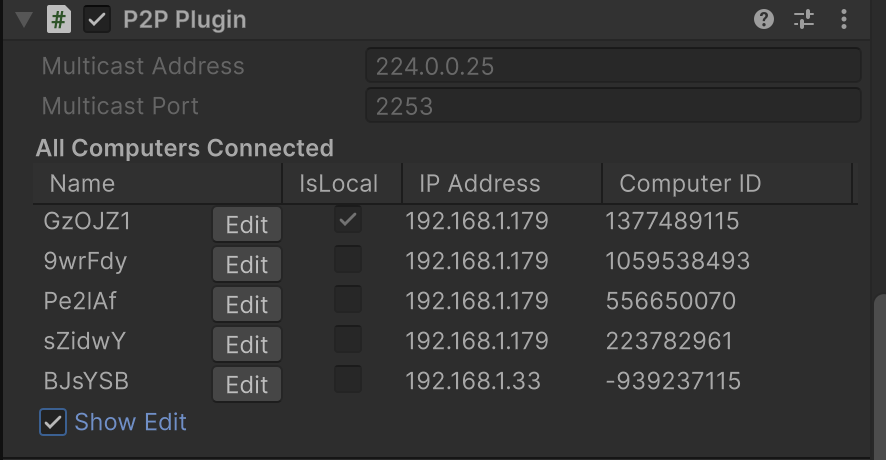 # P2P Plugin
Multicast Address 224.0.0.25
Multicast Port 2253
All Computers Connected
Name IsLocal IP Address Computer ID
GzOJZ1 Edit 192.168.1.179 1377489115
9wrFdy Edit 192.168.1.179 1059538493
Pe2IAf Edit 192.168.1.179 556650070
sZidwY Edit 192.168.1.179 223782961
BJsYSB Edit 192.168.1.33 -939237115
Show Edit